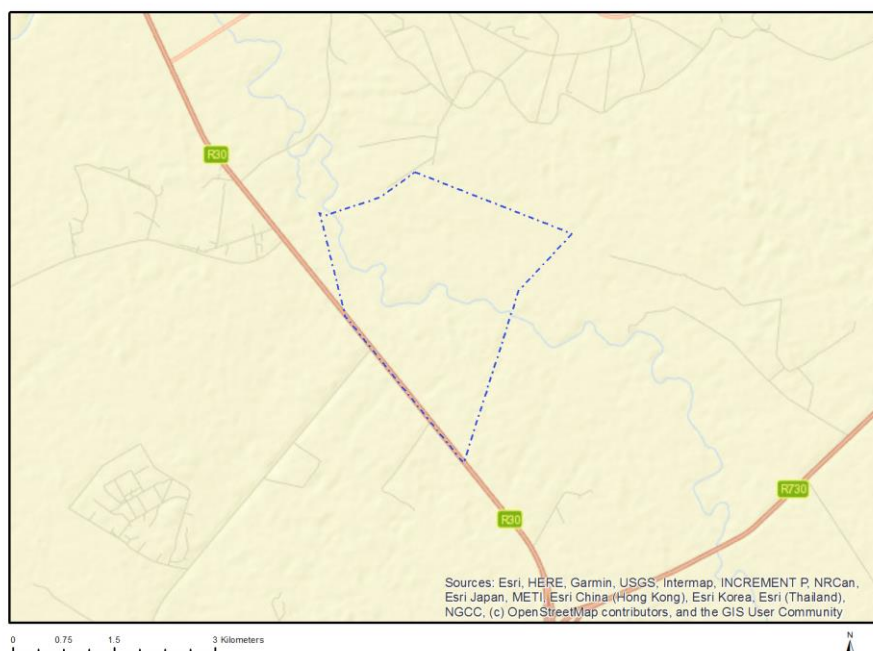 R30
R730
R30
Sources: Esri, HERE, Garmin, USGS, Intermap, INCREMENT P, NRCan,
Esri Japan, METI, Esri China (Hong Kong), Esri Korea, Esri (Thailand),
NGCC, (c) OpenStreetMap contributors, and the GIS User Community
0 0.75 1.5 3 Kilometers
N